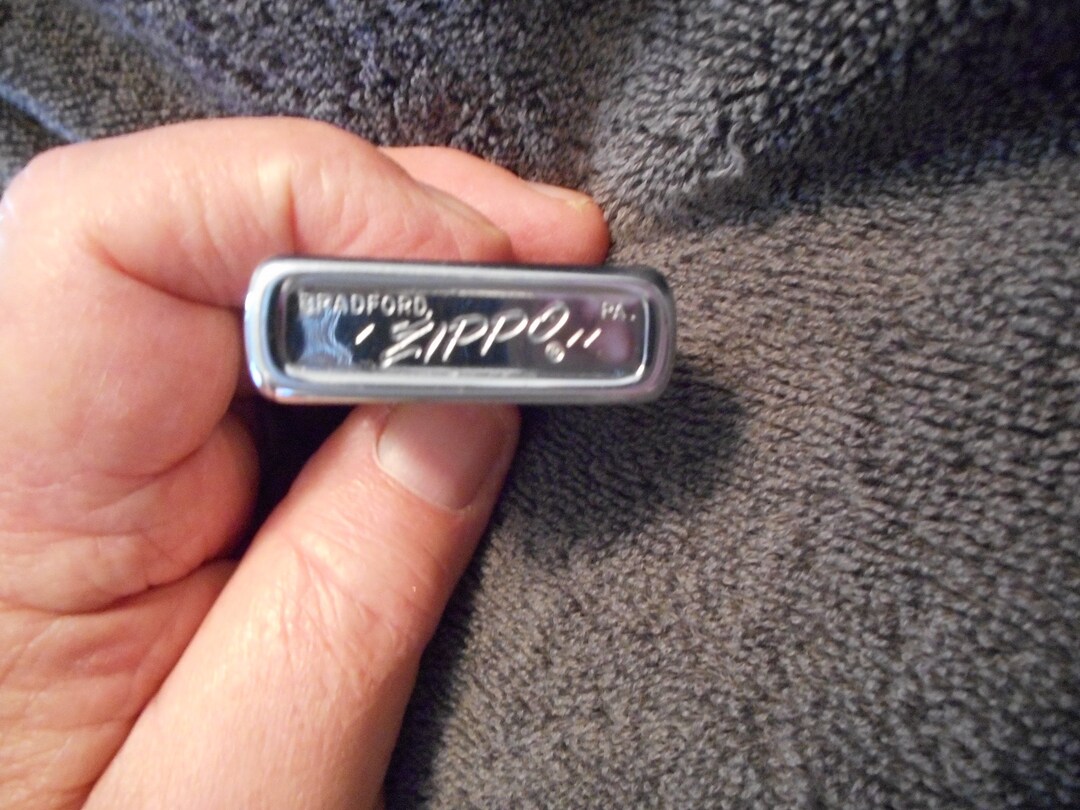 BRADFORD, PA.
' ZIPPO ® ''